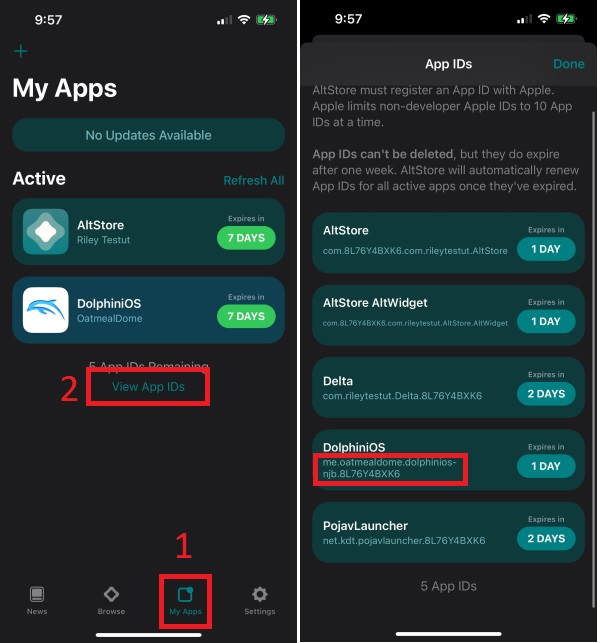 9:57
My Apps
No Updates Available
Active
Refresh All
AltStore
Riley Testut
Expires in
7 DAYS
DolphiniOS
OatmealDome
Expires in
7 DAYS
5 App IDs Remaining
2
View App IDs
1
News
Browse
My Apps
Settings
9:57
App IDs
Done
AltStore must register an App ID with Apple.
Apple limits non-developer Apple IDs to 10 App
IDs at a time.
App IDs can't be deleted, but they do expire
after one week. AltStore will automatically renew
App IDs for all active apps once they've expired.
AltStore
com.8L76Y4BXK6.com.rileytestut.AltStore
Expires in
1 DAY
AltStore AltWidget
com.8L76Y4BXK6.com.rileytestut.AltStore.AltWidget
Expires in
1 DAY
Delta
com.rileytestut.Delta.8L76Y4BXK6
Expires in
2 DAYS
DolphiniOS
me.oatmealdome.dolphinios-
njb.8L76Y4BXK6
Expires in
1 DAY
PojavLauncher
net.kdt.pojavlauncher.8L76Y4BXK6
Expires in
2 DAYS
5 App IDs